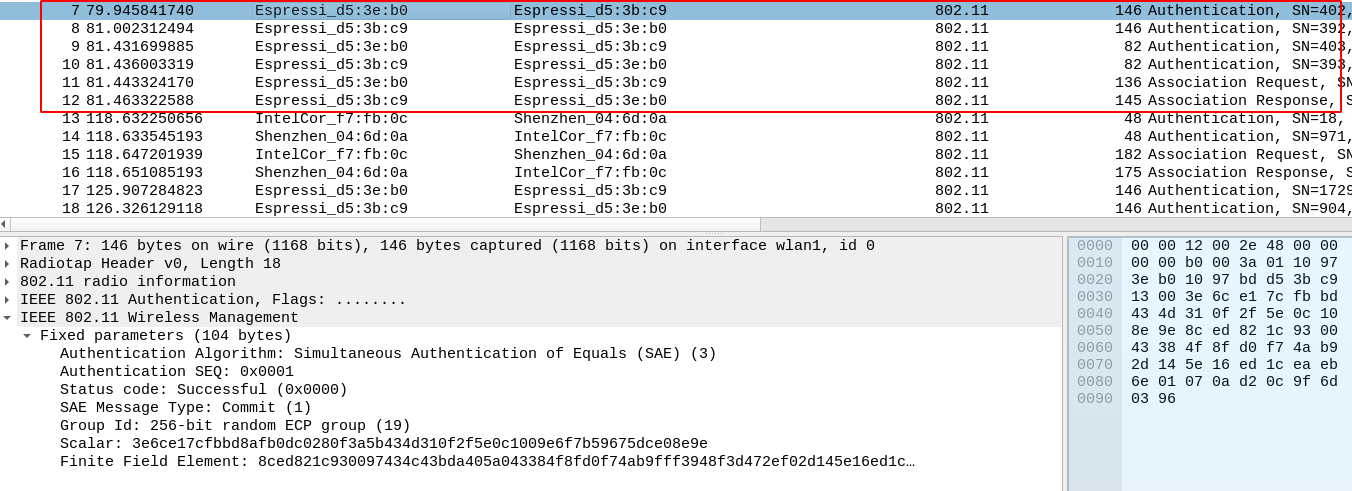 7 79.945841740 Espressi_d5:3e:b0 Espressi_d5:3b:c9 802.11 146 Authentication, SN=402,
8 81.002312494 Espressi_d5:3b:c9 Espressi_d5:3e:b0 802.11 146 Authentication, SN=392,
9 81.431699885 Espressi_d5:3e:b0 Espressi_d5:3b:c9 802.11 82 Authentication, SN=403,
10 81.436003319 Espressi_d5:3b:c9 Espressi_d5:3e:b0 802.11 82 Authentication, SN=393,
11 81.443324170 Espressi_d5:3e:b0 Espressi_d5:3b:c9 802.11 136 Association Request, SN
12 81.463322588 Espressi_d5:3b:c9 Espressi_d5:3e:b0 802.11 145 Association Response, S
13 118.632250656 IntelCor_f7:fb:0c Shenzhen_04:6d:0a 802.11 48 Authentication, SN=18,
14 118.633545193 Shenzhen_04:6d:0a IntelCor_f7:fb:0c 802.11 48 Authentication, SN=971,
15 118.647201939 IntelCor_f7:fb:0c Shenzhen_04:6d:0a 802.11 182 Association Request, SN
16 118.651085193 Shenzhen_04:6d:0a IntelCor_f7:fb:0c 802.11 175 Association Response, S
17 125.907284823 Espressi_d5:3e:b0 Espressi_d5:3b:c9 802.11 146 Authentication, SN=1729
18 126.326129118 Espressi_d5:3b:c9 Espressi_d5:3e:b0 802.11 146 Authentication, SN=904,
Frame 7: 146 bytes on wire (1168 bits), 146 bytes captured (1168 bits) on interface wlan1, id 0
Radiotap Header v0, Length 18
802.11 radio information
IEEE 802.11 Authentication, Flags: ........
IEEE 802.11 Wireless Management
Fixed parameters (104 bytes)
Authentication Algorithm: Simultaneous Authentication of Equals (SAE) (3)
Authentication SEQ: 0x0001
Status code: Successful (0x0000)
SAE Message Type: Commit (1)
Group Id: 256-bit random ECP group (19)
Scalar: 3e6ce17cfbbd8afb0dc0280f3a5b434d310f2f5e0c1009e6f7b59675dce08e9e
Finite Field Element: 8ced821c930097434c43bda405a043384f8fd0f74ab9fff3948f3d472ef02d145e16ed1c…
0000 00 00 12 00 2e 48 00 00
0010 00 00 b0 00 3a 01 10 97
0020 3e b0 10 97 bd d5 3b c9
0030 13 00 3e 6c e1 7c fb bd
0040 43 4d 31 0f 2f 5e 0c 10
0050 8e 9e 8c ed 82 1c 93 00
0060 43 38 4f 8f d0 f7 4a b9
0070 2d 14 5e 16 ed 1c ea eb
0080 6e 01 07 0a d2 0c 9f 6d
0090 03 96